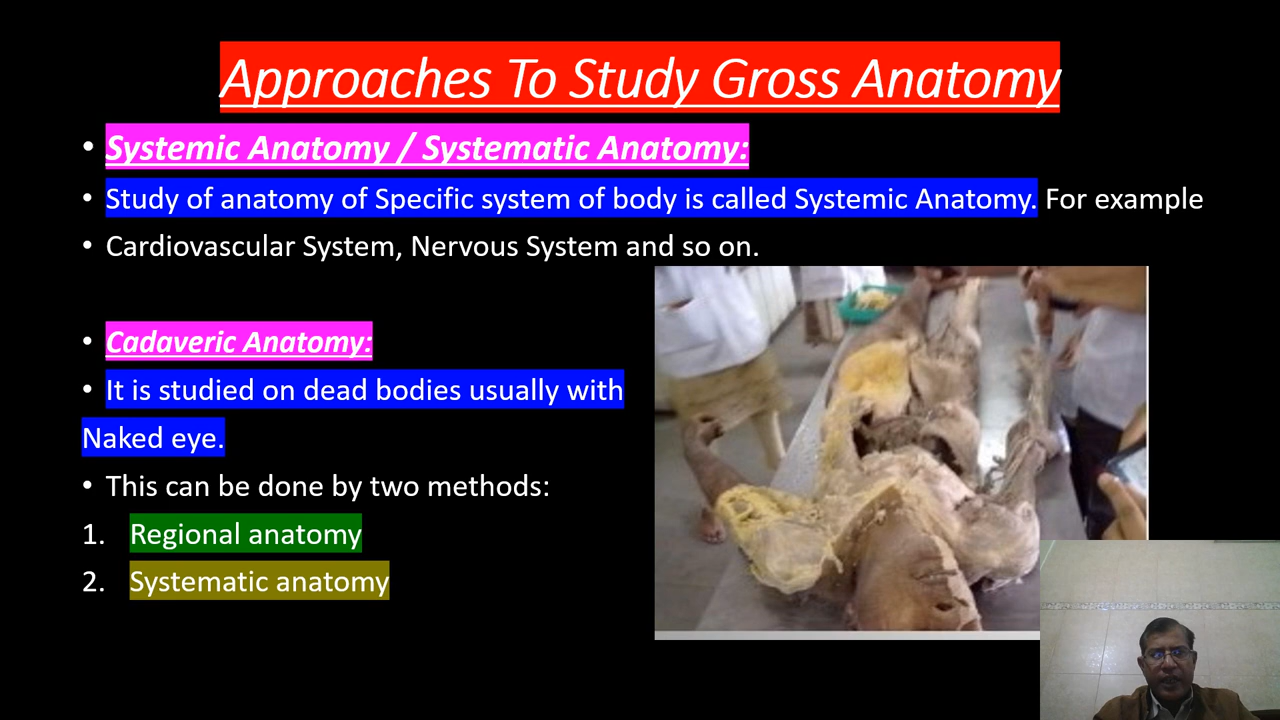 Approaches To Study Gross Anatomy
• Systemic Anatomy / Systematic Anatomy:
• Study of anatomy of Specific system of body is called Systemic Anatomy. For example
• Cardiovascular System, Nervous System and so on.
• Cadaveric Anatomy:
• It is studied on dead bodies usually with
Naked eye.
• This can be done by two methods:
1. Regional anatomy
2. Systematic anatomy